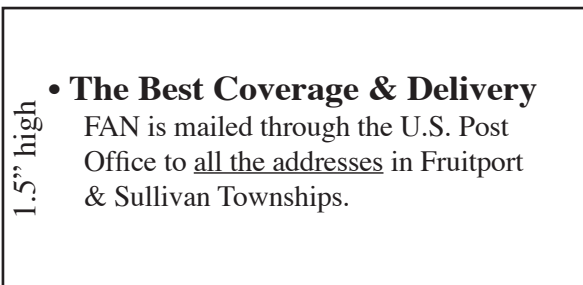 1.5” high
• The Best Coverage & Delivery
FAN is mailed through the U.S. Post
Office to all the addresses in Fruitport
& Sullivan Townships.